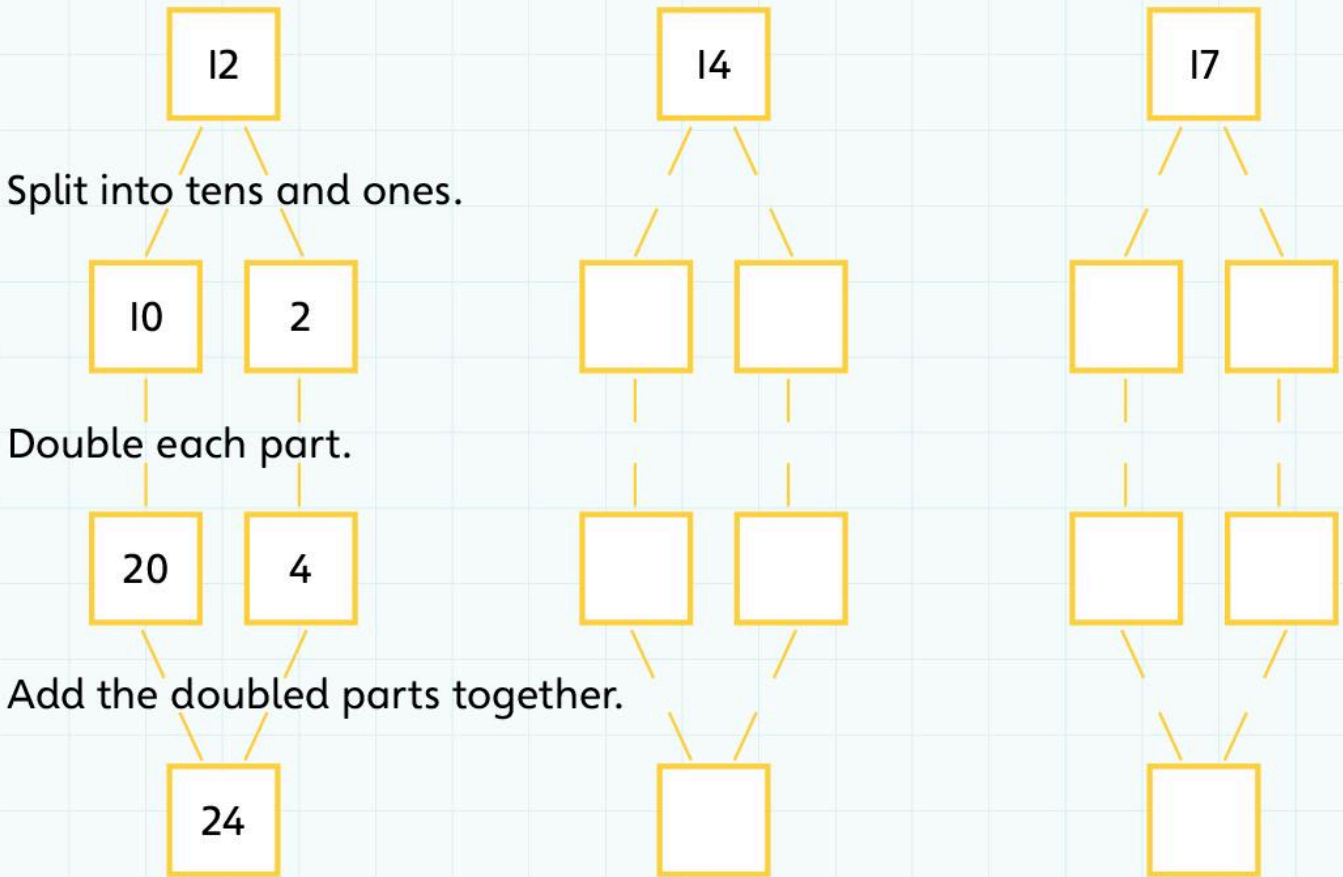 12 14 17
Split into tens and ones.
10 2
Double each part.
20 4
Add the doubled parts together.
24